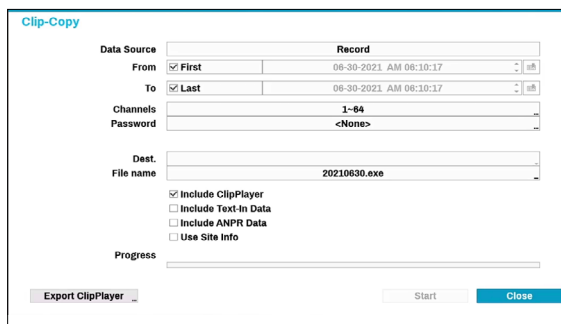 Clip-Copy
Data Source Record
From First 06-30-2021 AM 06:10:17
To Last 06-30-2021 AM 06:10:17
Channels 1~64 ...
Password <None> ...
Dest. ...
File name 20210630.exe ...
Include ClipPlayer
Include Text-In Data
Include ANPR Data
Use Site Info
Progress
Export ClipPlayer ... Start Close